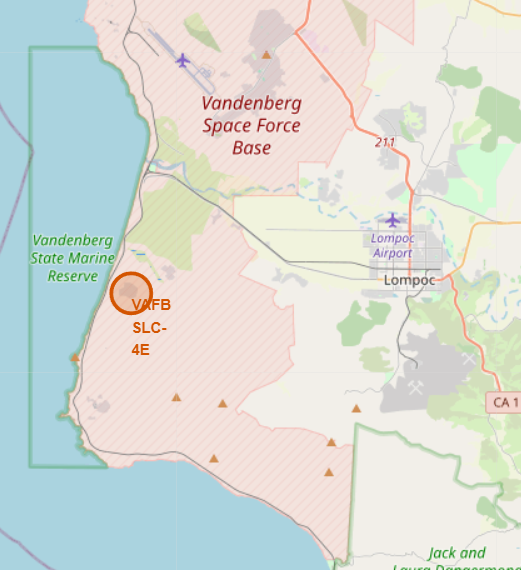 Vandenberg
Space Force
Base
211
Vandenberg
State Marine
Reserve
Lompoc
Airport
Lompoc
VAFB
SLC-
4E
CA 1
Jack and
Laura Dangermond